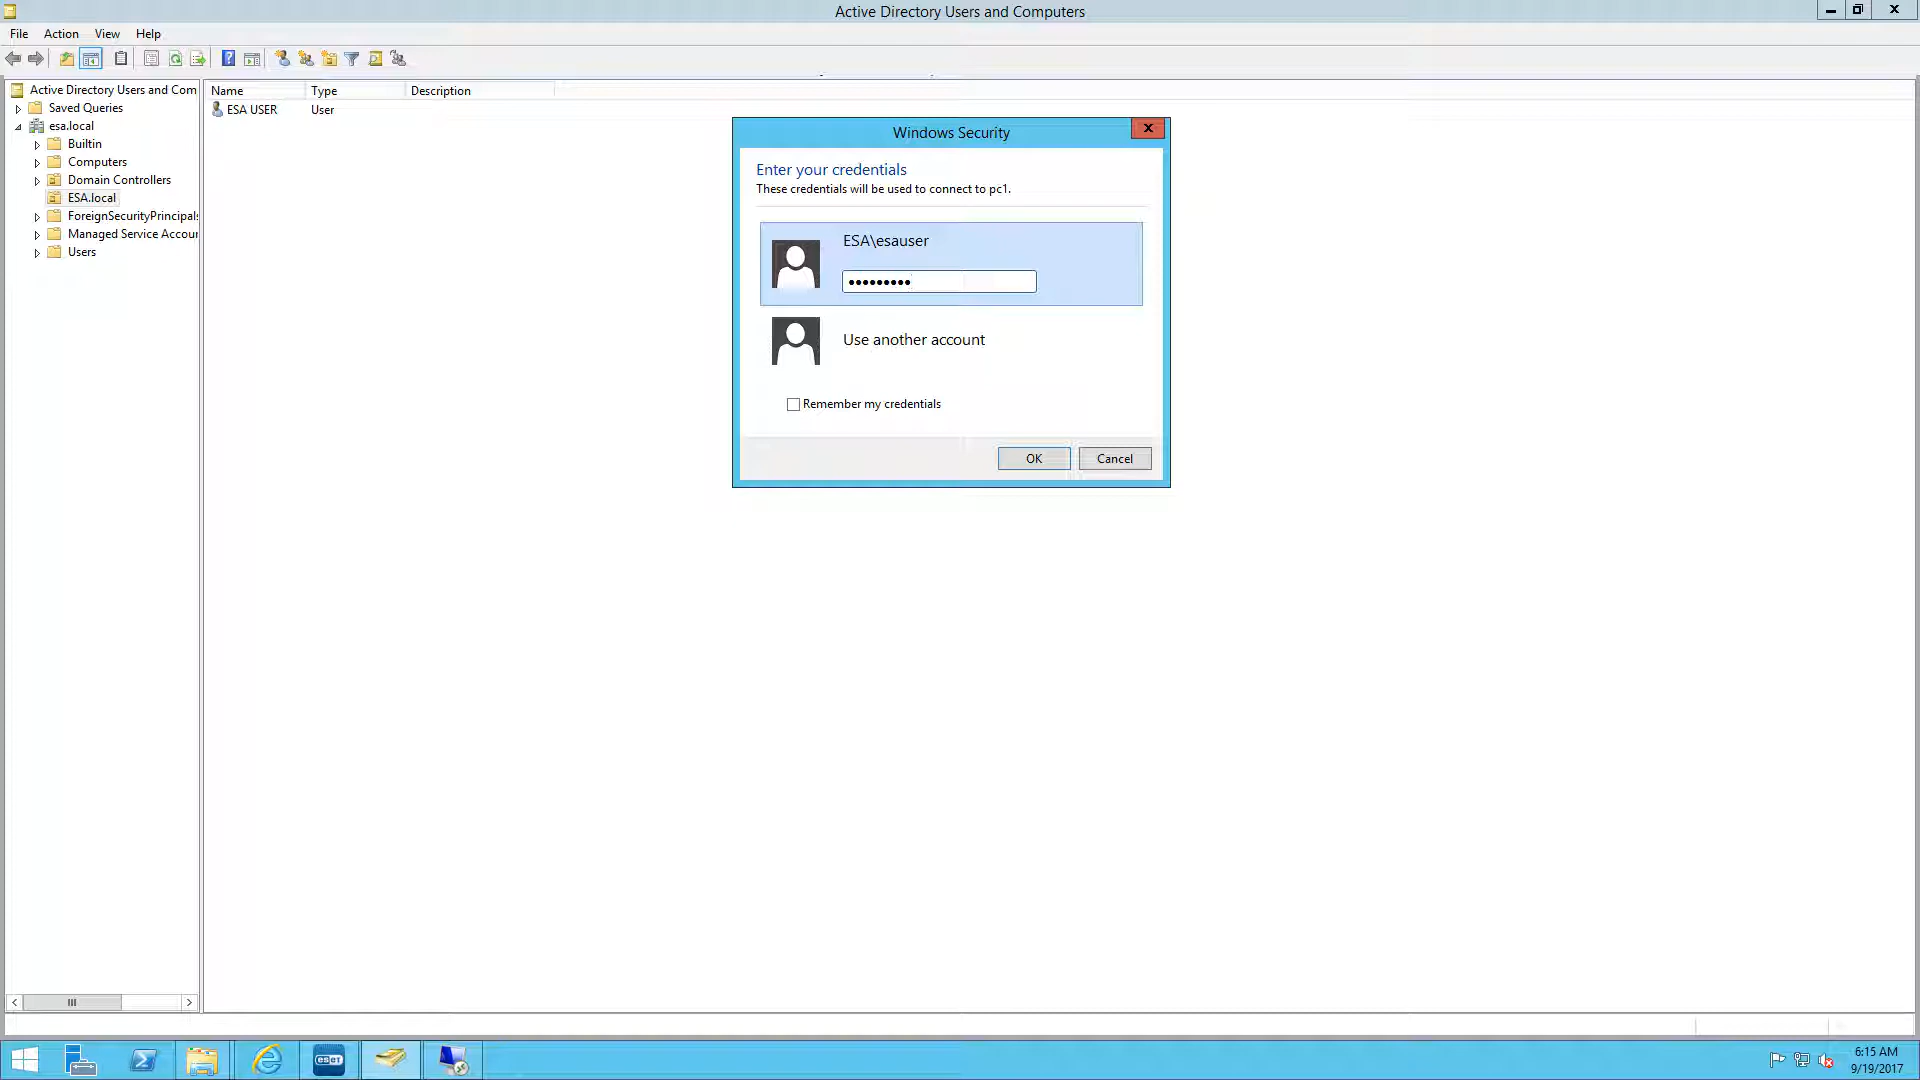 Active Directory Users and Computers
File Action View Help
Active Directory Users and Com
Saved Queries
esa.local
Builtin
Computers
Domain Controllers
ESA.local
ForeignSecurityPrincipals
Managed Service Accour
Users
Name Type Description
ESA USER User
Windows Security
Enter your credentials
These credentials will be used to connect to pc1.
ESA\esauser
•••••••••
Use another account
Remember my credentials
OK Cancel
eseT
6:15 AM
9/19/2017